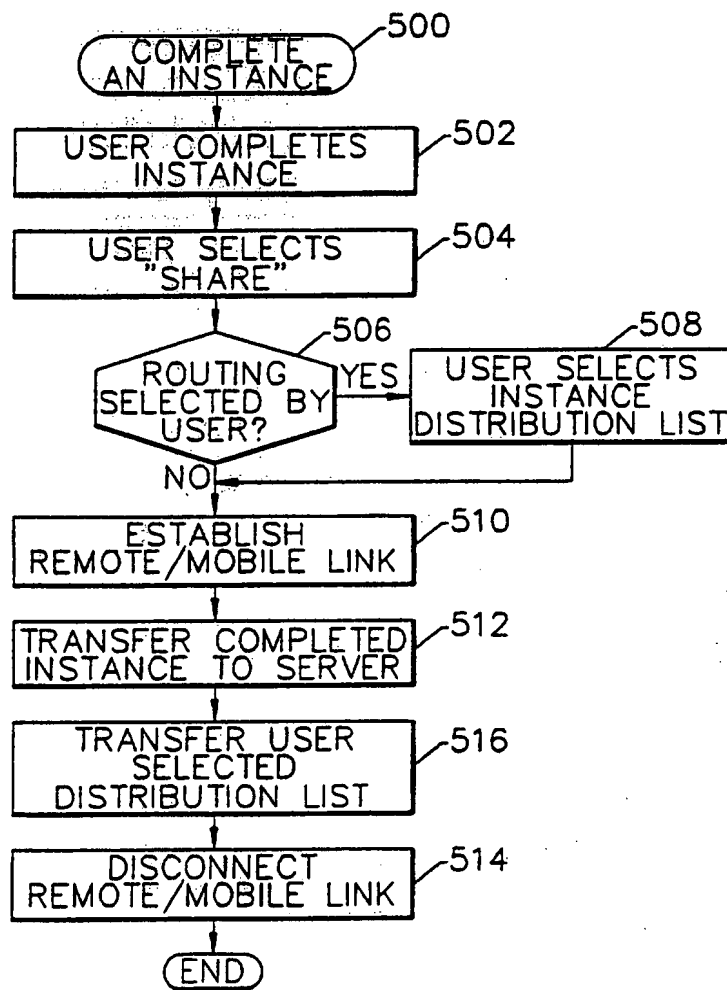 500
COMPLETE
AN INSTANCE
502
USER COMPLETES
INSTANCE
504
USER SELECTS
"SHARE"
506
ROUTING
SELECTED BY
USER?
YES
508
USER SELECTS
INSTANCE
DISTRIBUTION LIST
NO
510
ESTABLISH
REMOTE/MOBILE LINK
512
TRANSFER COMPLETED
INSTANCE TO SERVER
516
TRANSFER USER
SELECTED
DISTRIBUTION LIST
514
DISCONNECT
REMOTE/MOBILE LINK
END